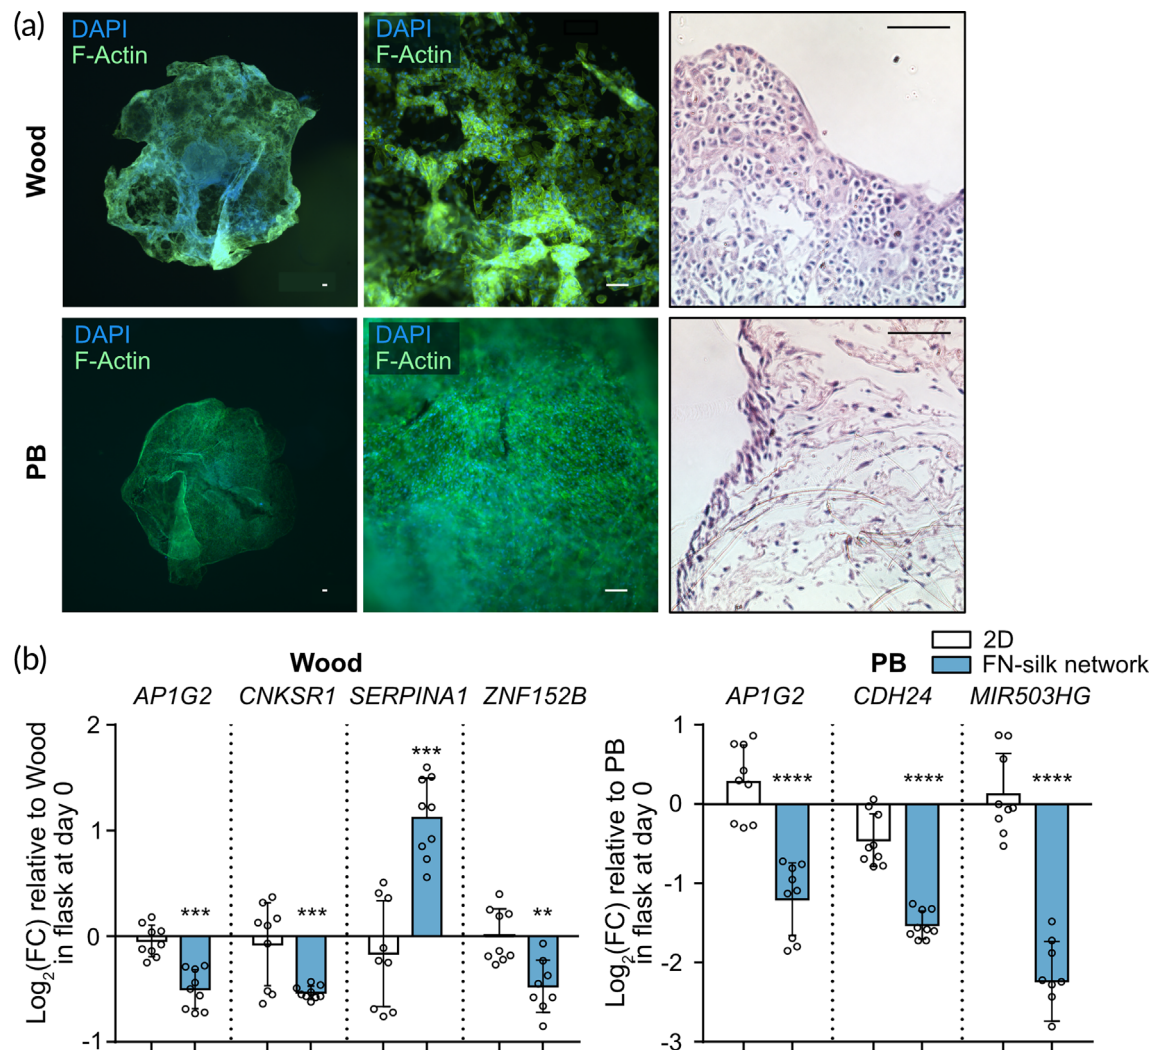 (a)
DAPI
F-Actin
DAPI
F-Actin
Wood
DAPI
F-Actin
DAPI
F-Actin
PB
(b)
Wood
PB
2D
FN-silk network
AP1G2 CNKSR1 SERPINA1 ZNF152B
AP1G2 CDH24 MIR503HG
Log2(FC) relative to Wood
in flask at day 0
2
1
0
-1
*** *** *** **
Log2(FC) relative to PB
in flask at day 0
1
0
-1
-2
-3
**** **** ****